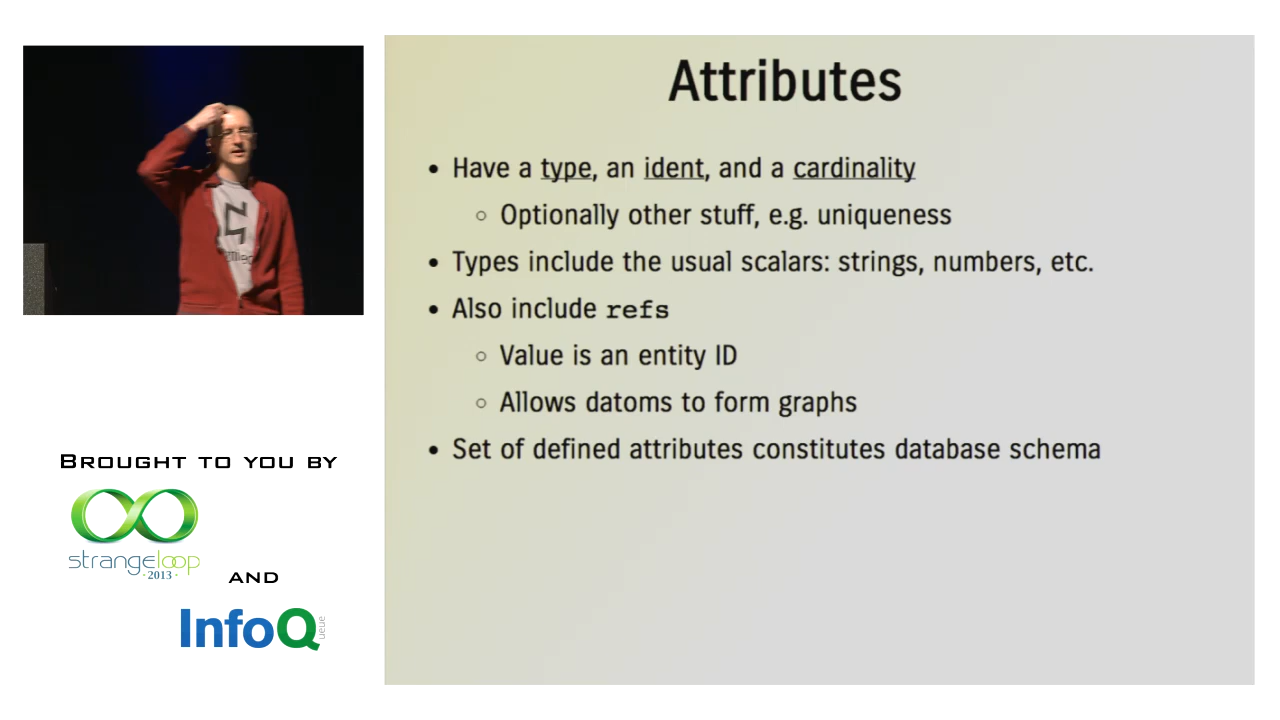 Attributes
• Have a type, an ident, and a cardinality
○ Optionally other stuff, e.g. uniqueness
• Types include the usual scalars: strings, numbers, etc.
• Also include refs
○ Value is an entity ID
○ Allows datoms to form graphs
• Set of defined attributes constitutes database schema
BROUGHT TO YOU BY
strangeloop
·2013·
AND
InfoQ